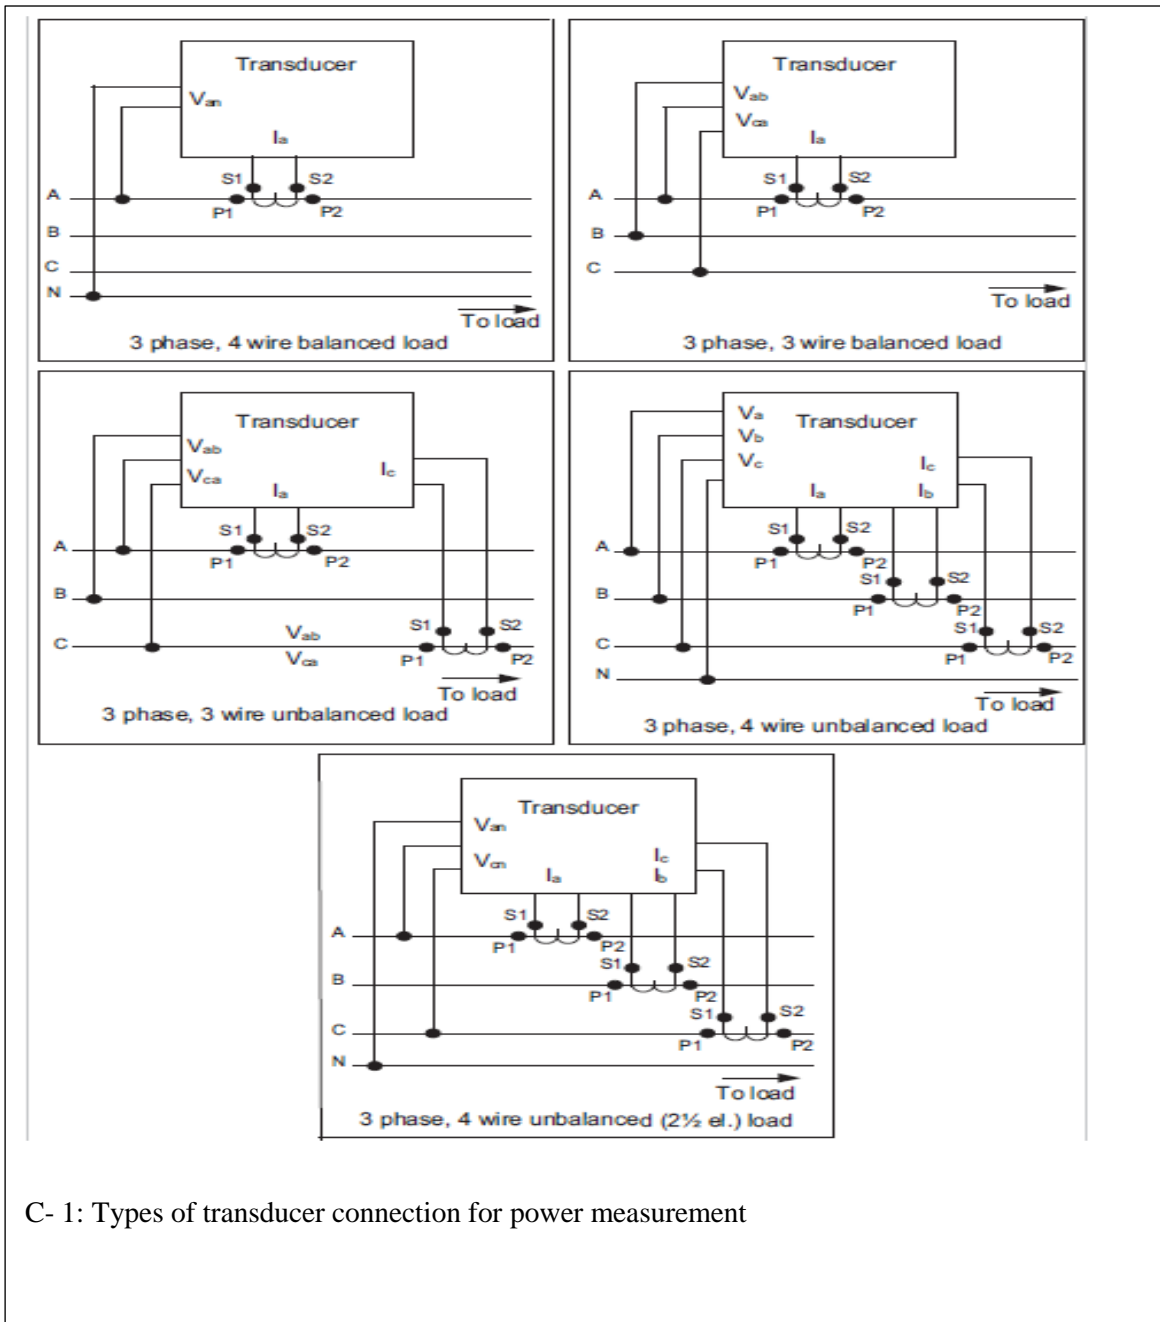 Transducer
Van
Ia
S1 S2
A
P1 P2
B
C
N
To load
3 phase, 4 wire balanced load
Transducer
Vab
Vca
Ia
S1 S2
A
P1 P2
B
C
To load
3 phase, 3 wire balanced load
Transducer
Vab
Ic
Vca
Ia
S1 S2
A
P1 P2
B
S1 S2
Vab
C
Vca
P1 P2
To load
3 phase, 3 wire unbalanced load
Va
Transducer
Vb
Vc
Ic
Ia Ib
S1 S2
A
P1 P2
S1 S2
B
P1 P2
S1 S2
C
P1 P2
N
To load
3 phase, 4 wire unbalanced load
Transducer
Van
Ic
Vcn
Ia Ib
S1 S2
A
P1 P2
S1 S2
B
P1 P2
S1 S2
C
P1 P2
N
To load
3 phase, 4 wire unbalanced (2½ el.) load
C- 1: Types of transducer connection for power measurement